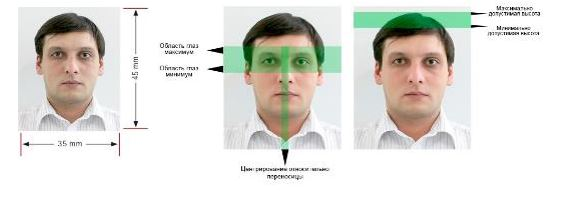 45 mm
35 mm
Область глаз
максимум
Область глаз
минимум
Центрирование относительно
переносицы
Максимально
допустимая высота
Минимально
допустимая высота